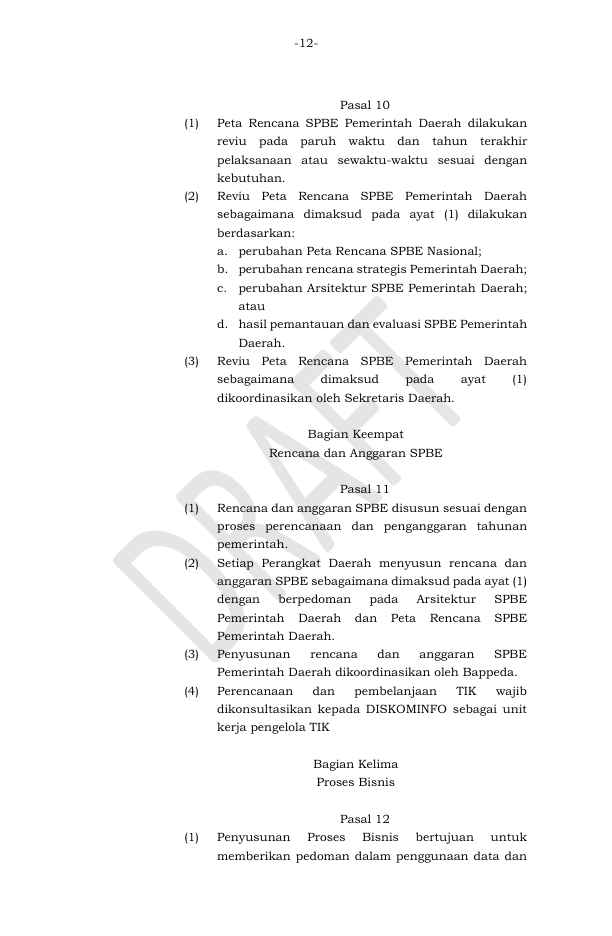 -12-
Pasal 10
(1) Peta Rencana SPBE Pemerintah Daerah dilakukan
reviu pada paruh waktu dan tahun terakhir
pelaksanaan atau sewaktu-waktu sesuai dengan
kebutuhan.
(2) Reviu Peta Rencana SPBE Pemerintah Daerah
sebagaimana dimaksud pada ayat (1) dilakukan
berdasarkan:
a. perubahan Peta Rencana SPBE Nasional;
b. perubahan rencana strategis Pemerintah Daerah;
c. perubahan Arsitektur SPBE Pemerintah Daerah;
atau
d. hasil pemantauan dan evaluasi SPBE Pemerintah
Daerah.
(3) Reviu Peta Rencana SPBE Pemerintah Daerah
sebagaimana dimaksud pada ayat (1)
dikoordinasikan oleh Sekretaris Daerah.
Bagian Keempat
Rencana dan Anggaran SPBE
Pasal 11
(1) Rencana dan anggaran SPBE disusun sesuai dengan
proses perencanaan dan penganggaran tahunan
pemerintah.
(2) Setiap Perangkat Daerah menyusun rencana dan
anggaran SPBE sebagaimana dimaksud pada ayat (1)
dengan berpedoman pada Arsitektur SPBE
Pemerintah Daerah dan Peta Rencana SPBE
Pemerintah Daerah.
(3) Penyusunan rencana dan anggaran SPBE
Pemerintah Daerah dikoordinasikan oleh Bappeda.
(4) Perencanaan dan pembelanjaan TIK wajib
dikonsultasikan kepada DISKOMINFO sebagai unit
kerja pengelola TIK
Bagian Kelima
Proses Bisnis
Pasal 12
(1) Penyusunan Proses Bisnis bertujuan untuk
memberikan pedoman dalam penggunaan data dan
DRAFT